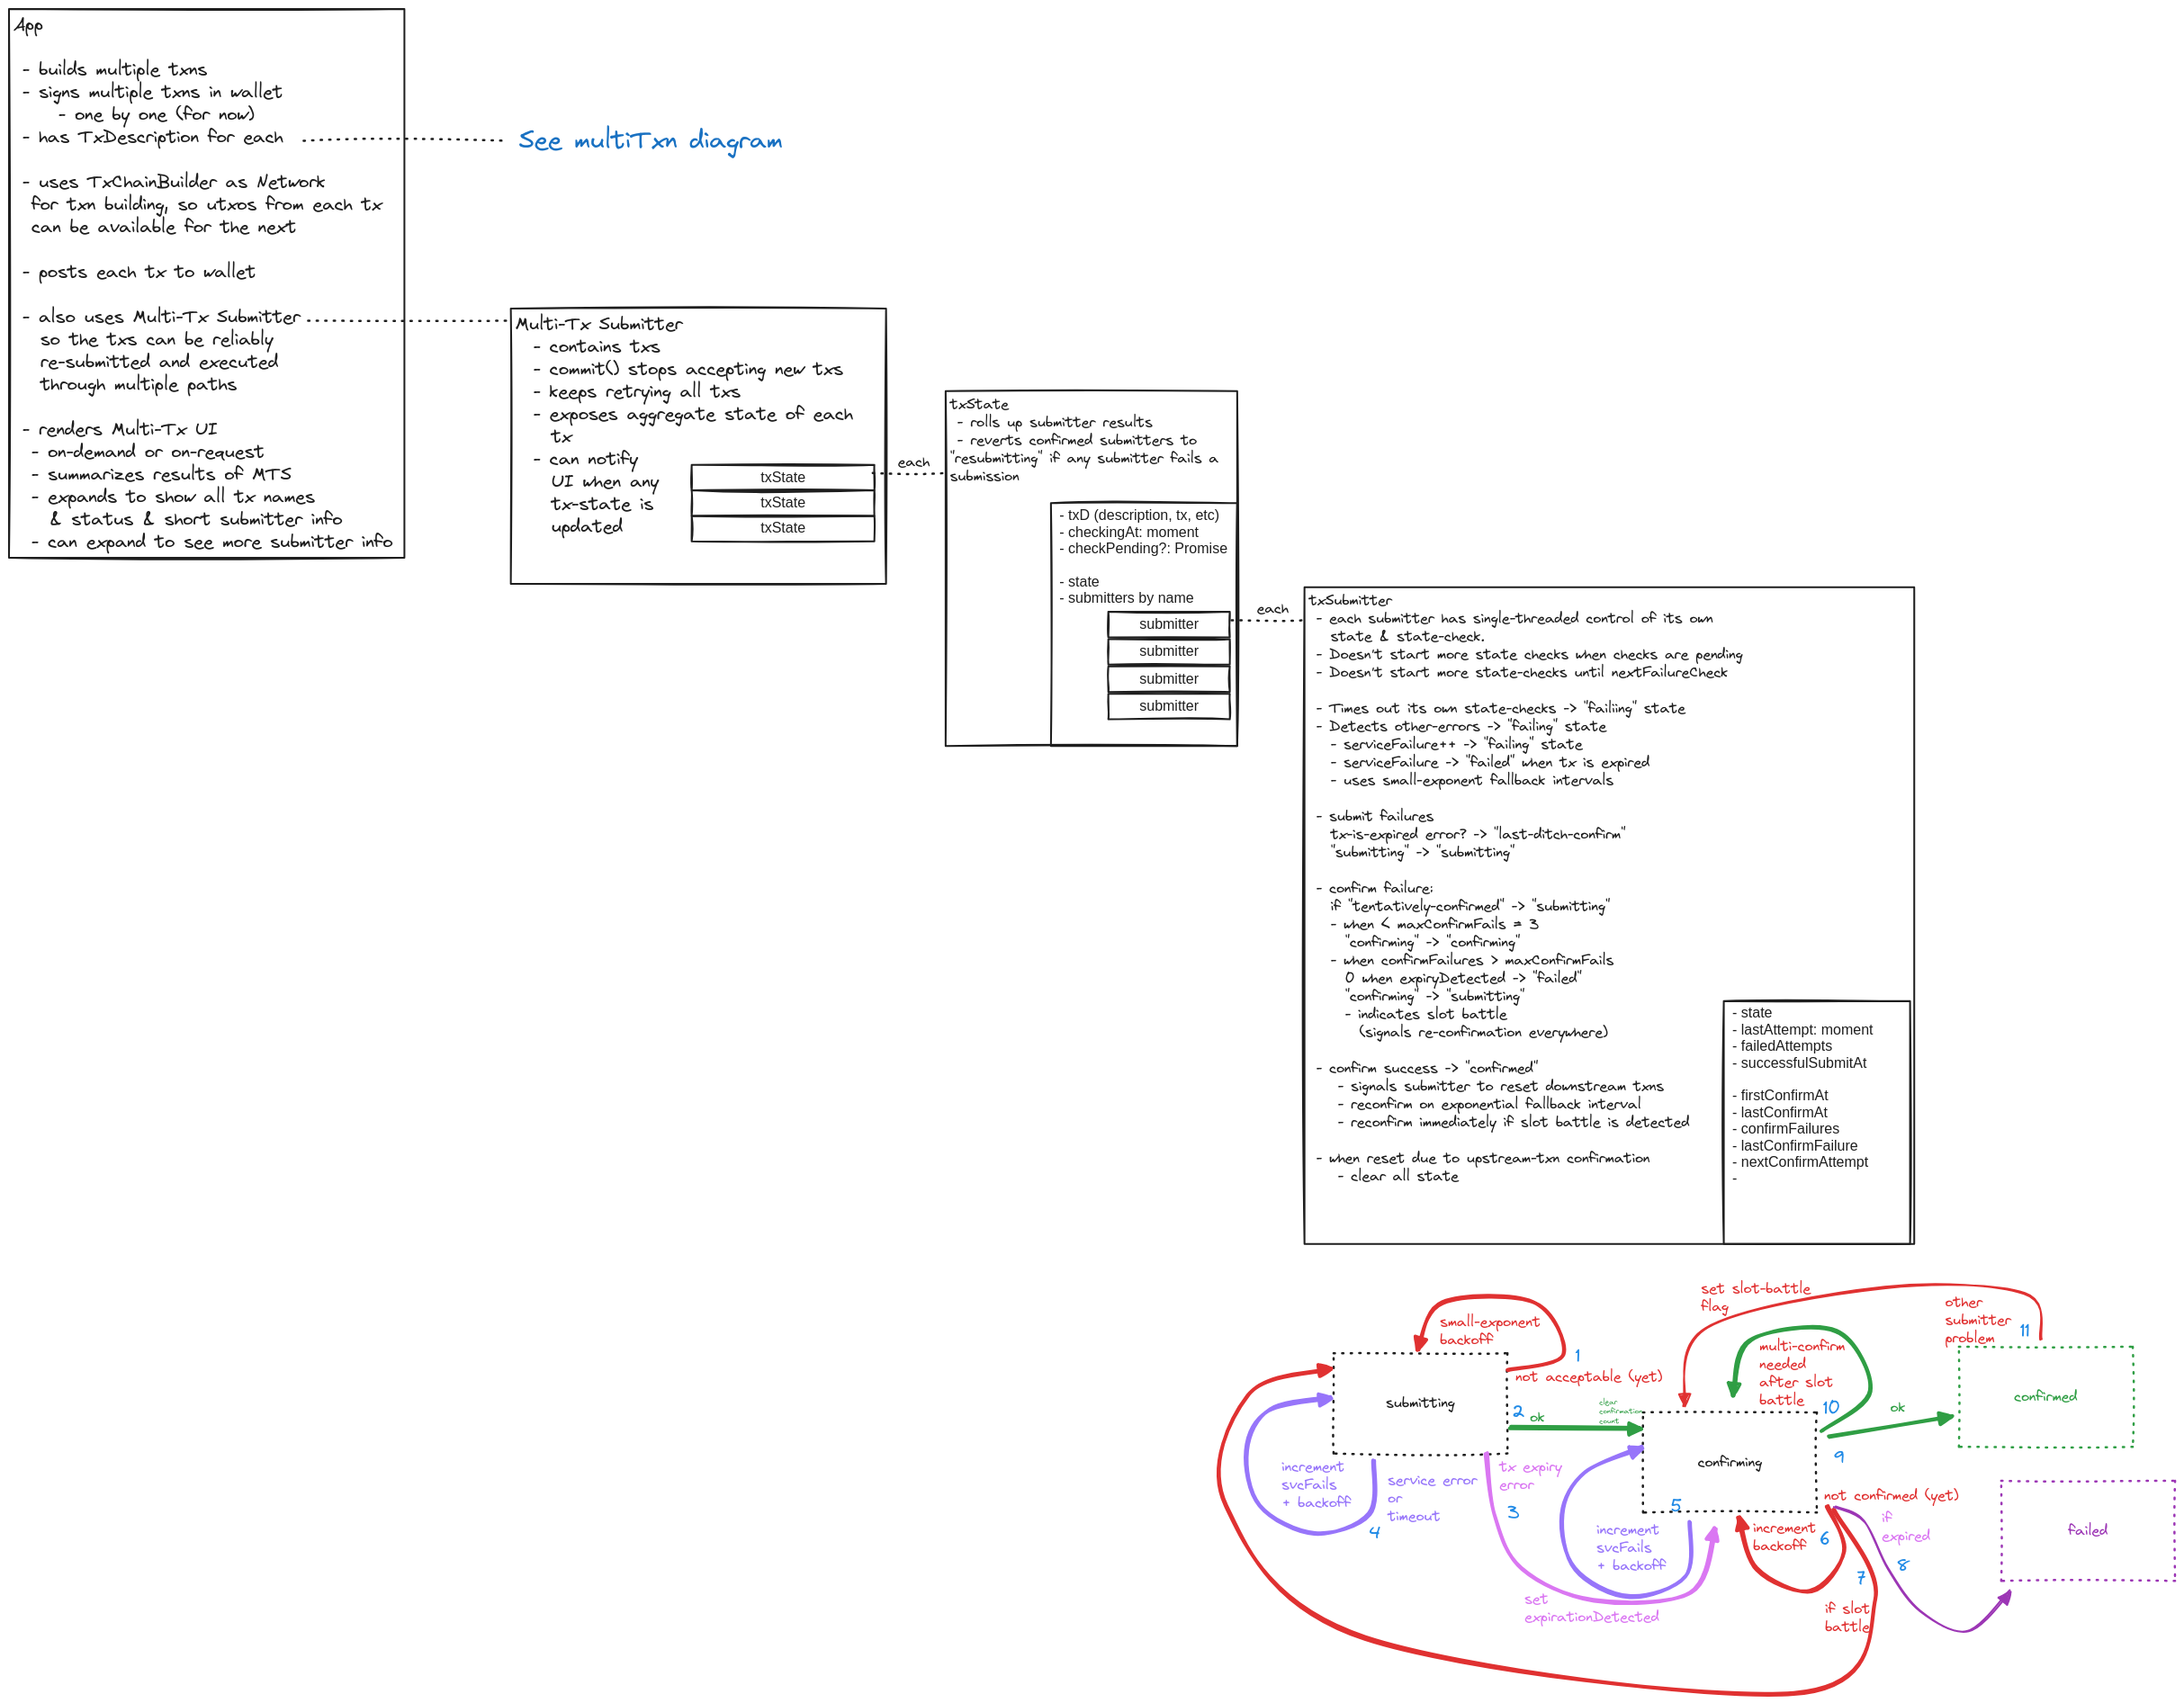 App
- builds multiple txns
- signs multiple txns in wallet
- one by one (for now)
- has TxDescription for each
- uses TxChainBuilder as Network
for txn building, so utxos from each tx
can be available for the next
- posts each tx to wallet
- also uses Multi-Tx Submitter
so the txs can be reliably
re-submitted and executed
through multiple paths
- renders Multi-Tx UI
- on-demand or on-request
- summarizes results of MTS
- expands to show all tx names
& status & short submitter info
- can expand to see more submitter info
See multiTxn diagram
Multi-Tx Submitter
- contains txs
- commit() stops accepting new txs
- keeps retrying all txs
- exposes aggregate state of each
tx
- can notify
UI when any
tx-state is
updated
txState
txState
txState
each
txState
- rolls up submitter results
- reverts confirmed submitters to
"resubmitting" if any submitter fails a
submission
- txD (description, tx, etc)
- checkingAt: moment
- checkPending?: Promise
- state
- submitters by name
submitter
submitter
submitter
submitter
each
txSubmitter
- each submitter has single-threaded control of its own
state & state-check.
- Doesn't start more state checks when checks are pending
- Doesn't start more state-checks until nextFailureCheck
- Times out its own state-checks -> "failiing" state
- Detects other-errors -> "failing" state
- serviceFailure++ -> "failing" state
- serviceFailure -> "failed" when tx is expired
- uses small-exponent fallback intervals
- submit failures
tx-is-expired error? -> "last-ditch-confirm"
"submitting" -> "submitting"
- confirm failure:
if "tentatively-confirmed" -> "submitting"
- when < maxConfirmFails = 3
"confirming" -> "confirming"
- when confirmFailures > maxConfirmFails
0 when expiryDetected -> "failed"
"confirming" -> "submitting"
- indicates slot battle
(signals re-confirmation everywhere)
- confirm success -> "confirmed"
- signals submitter to reset downstream txns
- reconfirm on exponential fallback interval
- reconfirm immediately if slot battle is detected
- when reset due to upstream-txn confirmation
- clear all state
- state
- lastAttempt: moment
- failedAttempts
- successfulSubmitAt
- firstConfirmAt
- lastConfirmAt
- confirmFailures
- lastConfirmFailure
- nextConfirmAttempt
-
submitting
small-exponent
backoff
1
not acceptable (yet)
2
ok
clear
confirmation
count
increment
svcFails
+ backoff
service error
or
timeout
4
tx expiry
error
3
set
expirationDetected
confirming
set slot-battle
flag
multi-confirm
needed
after slot
battle
10
other
submitter
problem
11
ok
9
confirmed
5
increment
svcFails
+ backoff
not confirmed (yet)
increment
backoff
6
7
if slot
battle
if
expired
8
failed